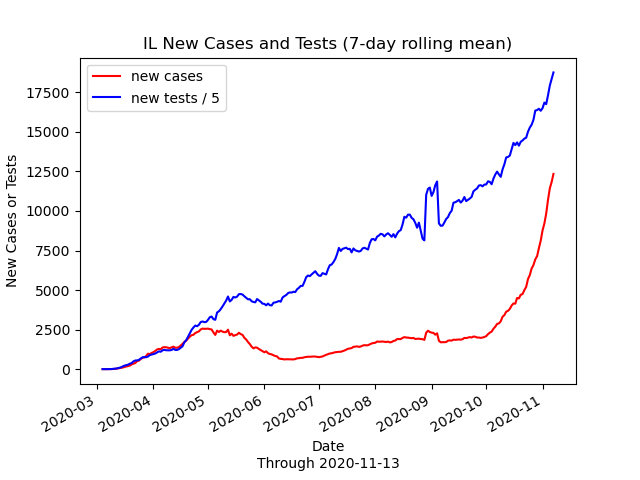 IL New Cases and Tests (7-day rolling mean)
new cases
new tests / 5
New Cases or Tests
17500
15000
12500
10000
7500
5000
2500
0
2020-03
2020-04
2020-05
2020-06
2020-07
2020-08
2020-09
2020-10
2020-11
Date
Through 2020-11-13